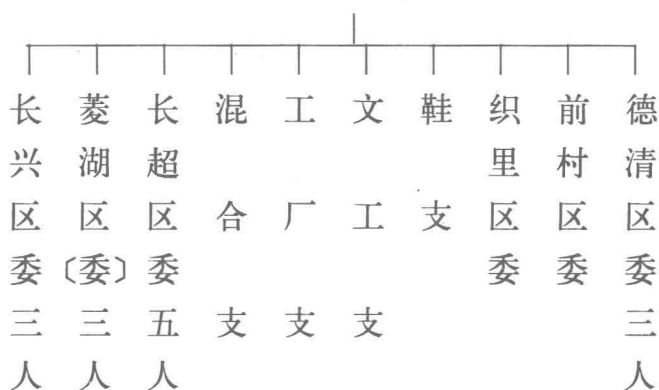 长兴区委三人
菱湖区〔委〕三人
长超区委五人
混合支
工厂支
文工支
鞋支
织里区委
前村区委
德清区委三人